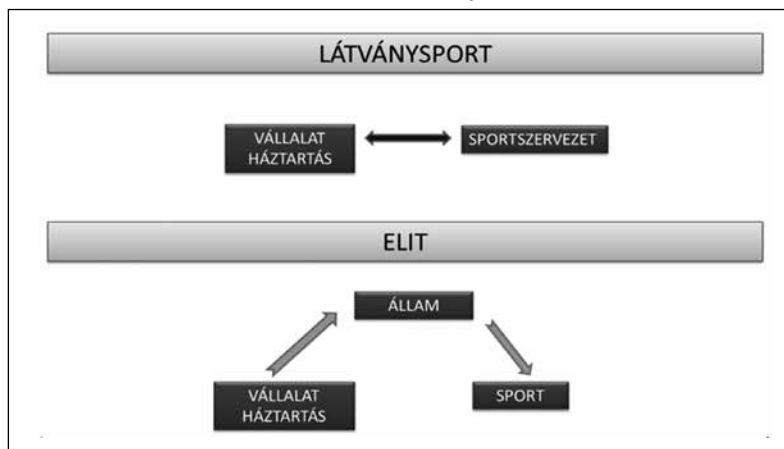 LÁTVÁNYSPORT
VÁLLALAT
HÁZTARTÁS
SPORTSZERVEZET
ELIT
ÁLLAM
VÁLLALAT
HÁZTARTÁS
SPORT